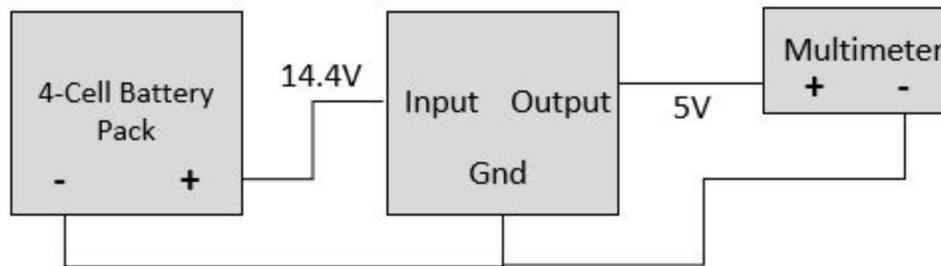 4-Cell Battery
Pack
- +
14.4V
Input Output
Gnd
5V
Multimeter
+ -